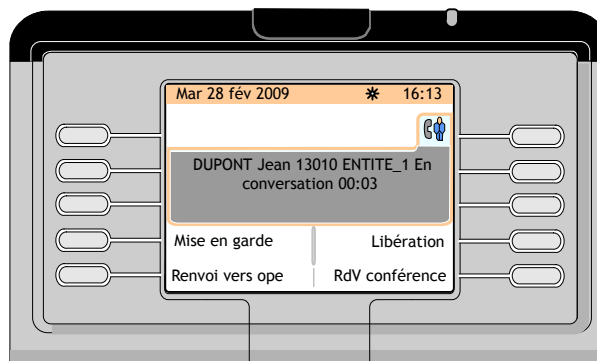 Mar 28 fév 2009 16:13
DUPONT Jean 13010 ENTITE_1 En
conversation 00:03
Mise en garde Libération
Renvoi vers ope RdV conférence